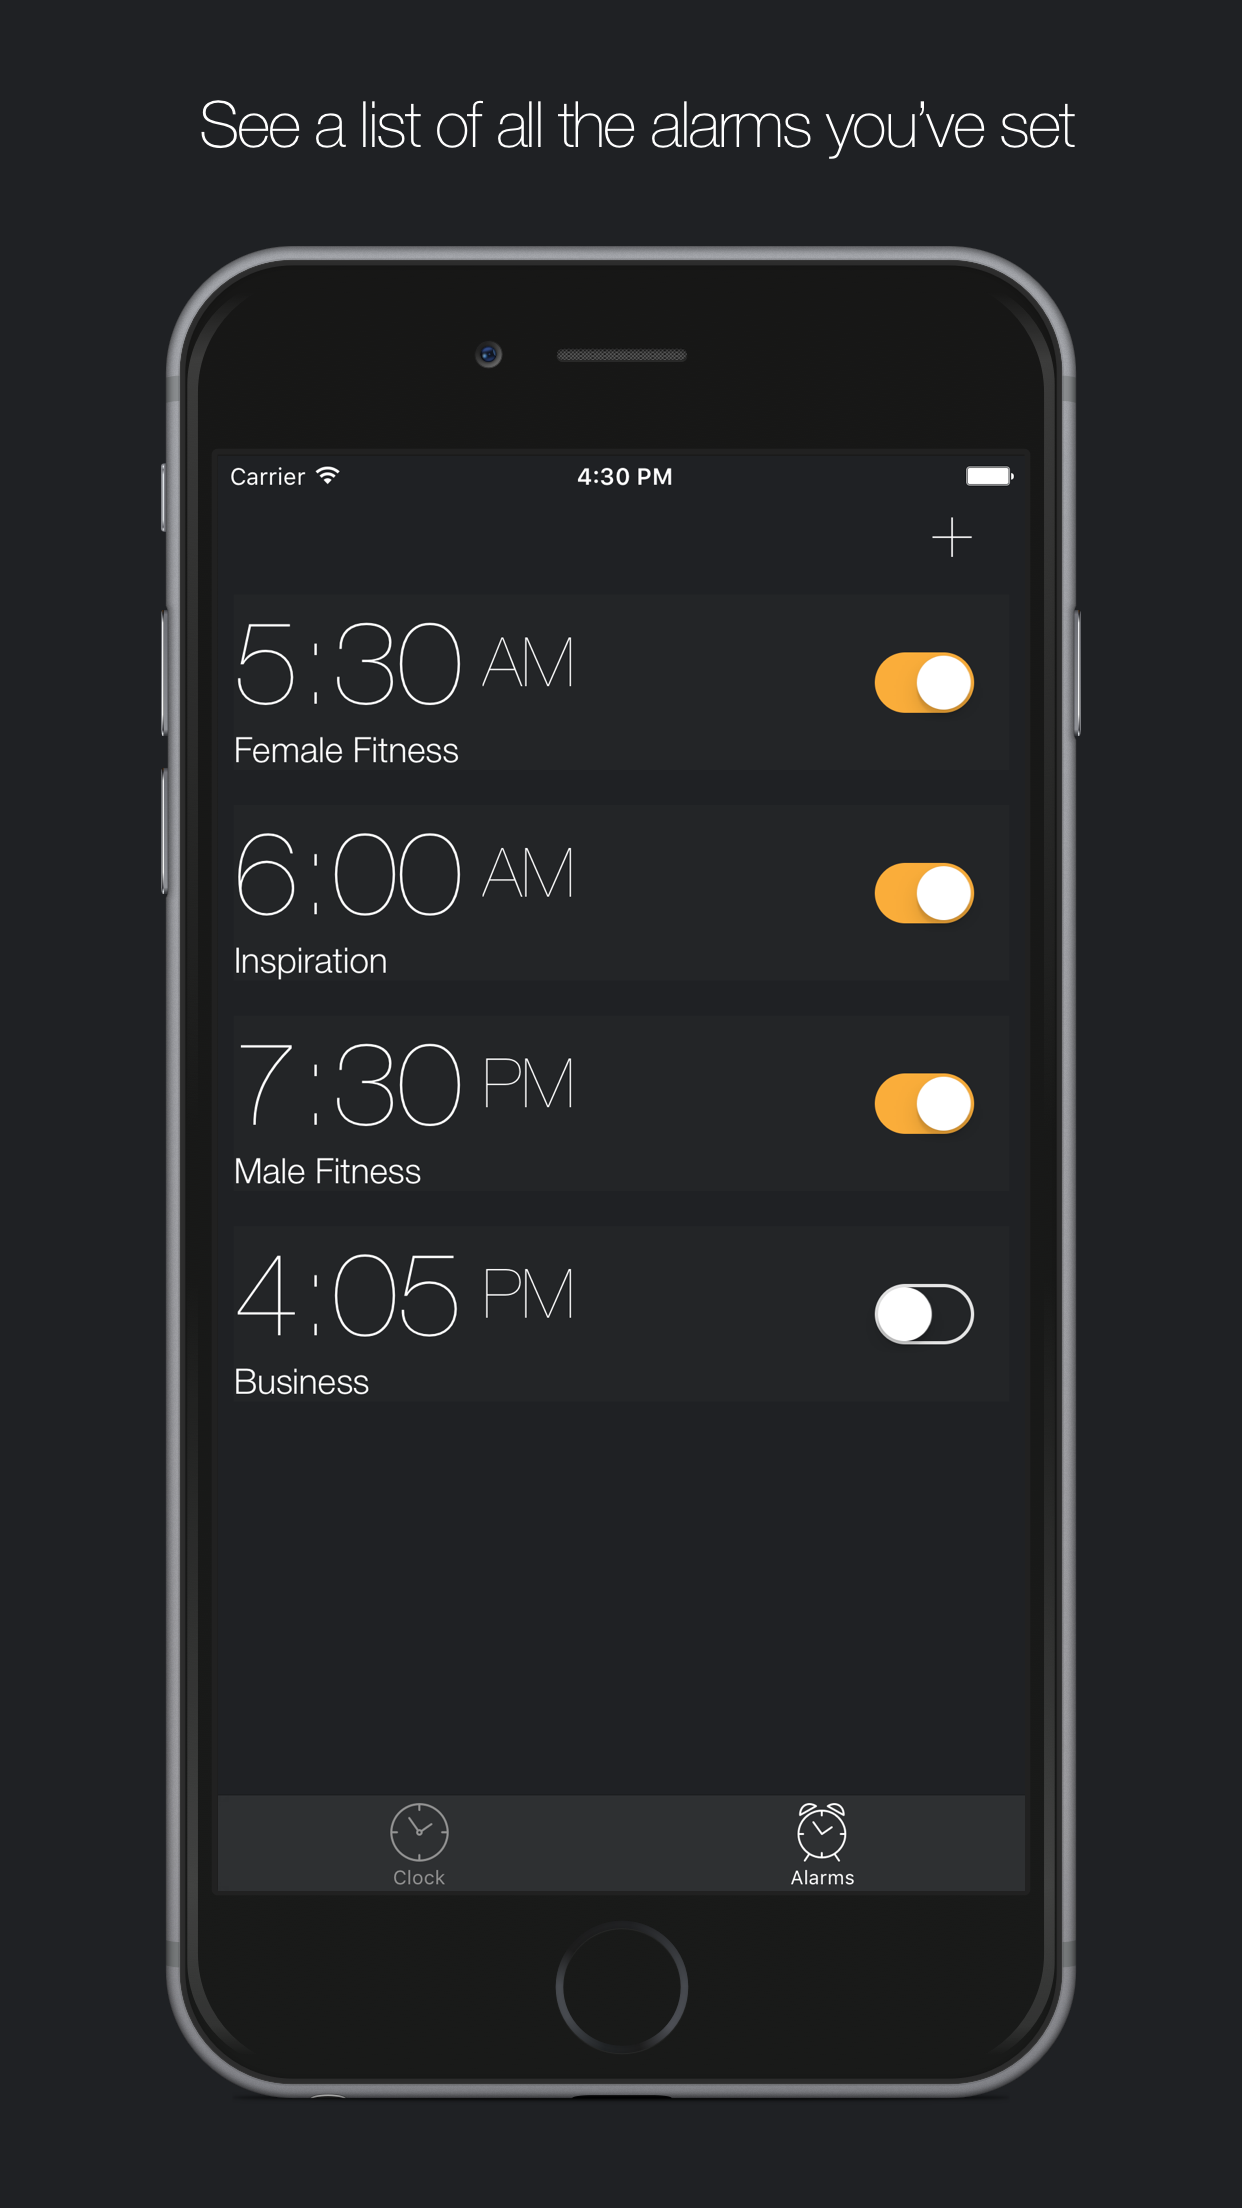 See a list of all the alarms you've set
Carrier 4:30 PM
5:30 AM
Female Fitness
6:00 AM
Inspiration
7:30 PM
Male Fitness
4:05 PM
Business
Clock Alarms